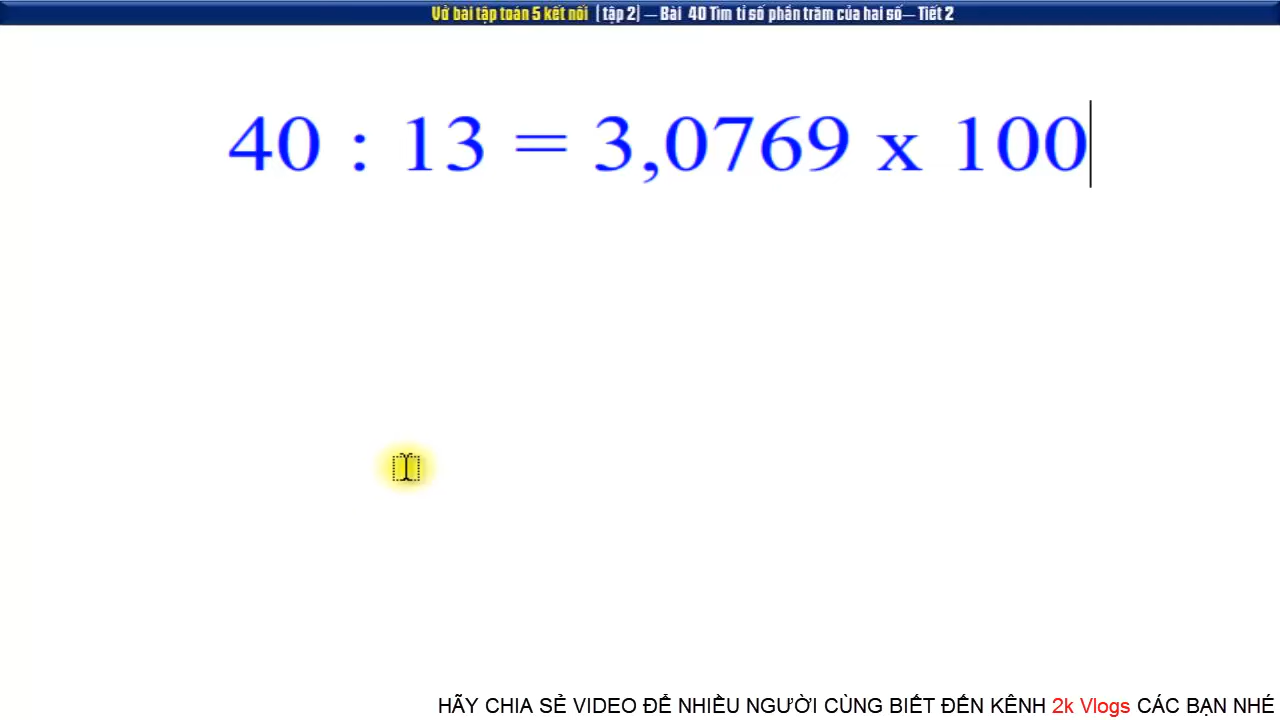 Vở bài tập toán 5 kết nối (tập 2) – Bài 40 Tìm tỉ số phần trăm của hai số– Tiết 2
40 : 13 = 3,0769 x 100
HÃY CHIA SẺ VIDEO ĐỂ NHIỀU NGƯỜI CÙNG BIẾT ĐẾN KÊNH 2k Vlogs CÁC BẠN NHÉ